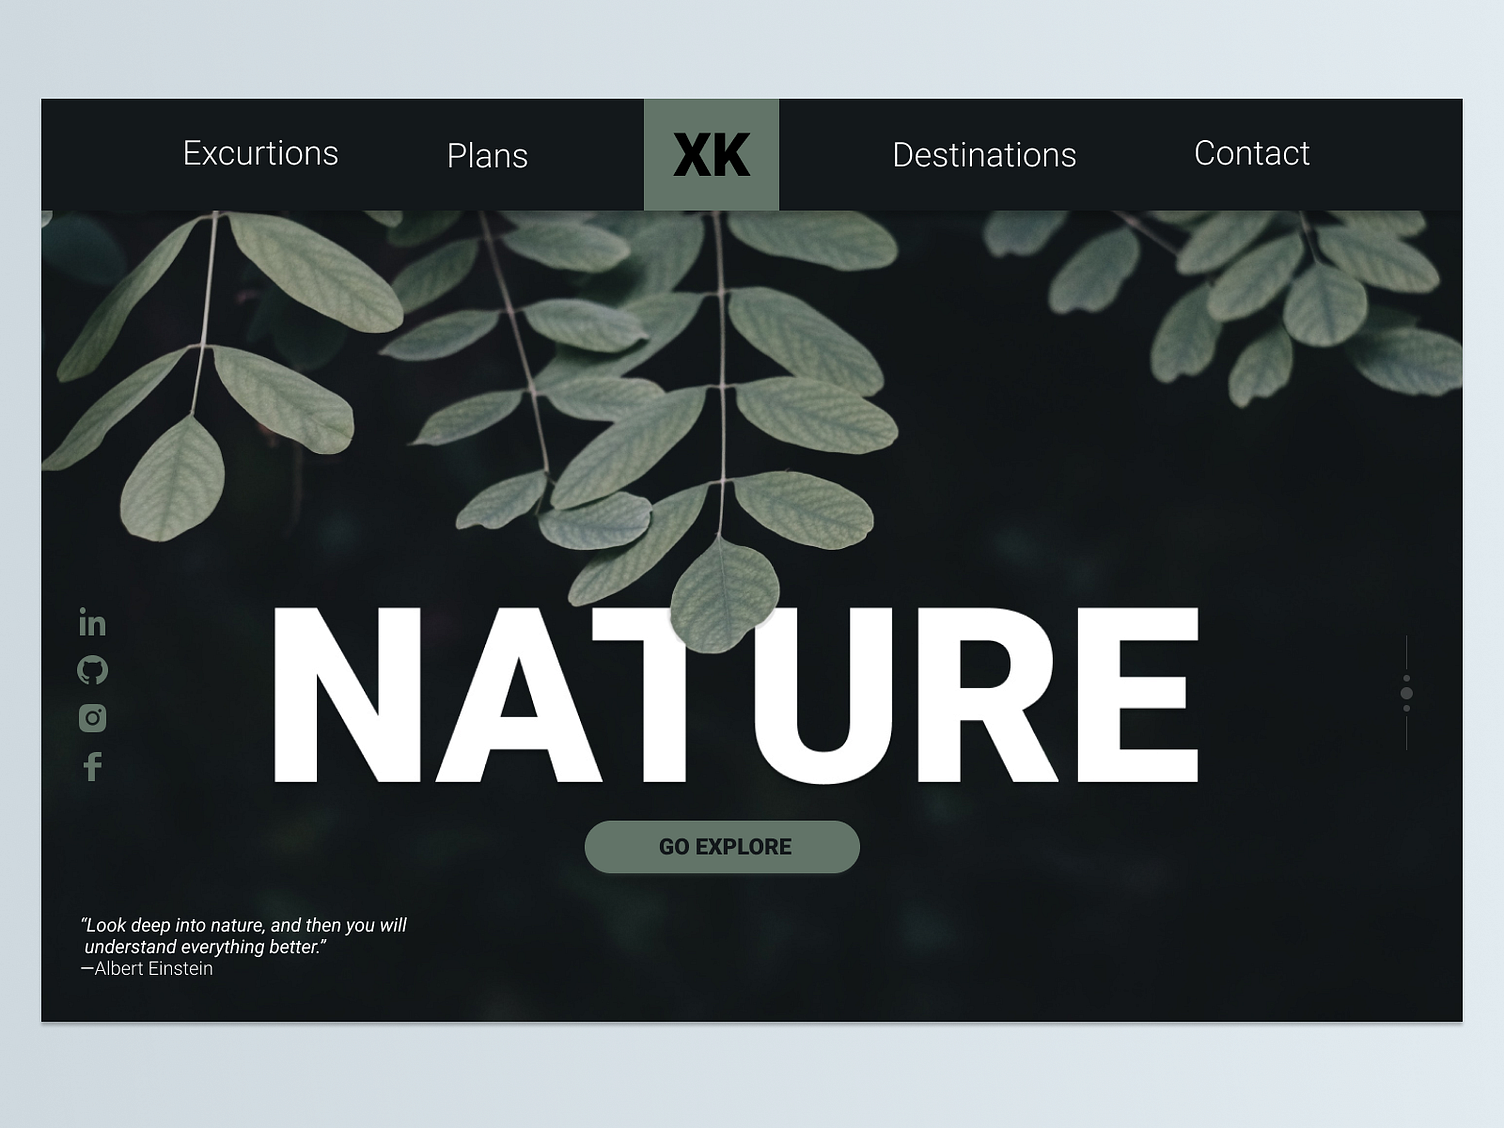 Excurtions
Plans
XK
Destinations
Contact
NATURE
GO EXPLORE
“Look deep into nature, and then you will
understand everything better.”
—Albert Einstein